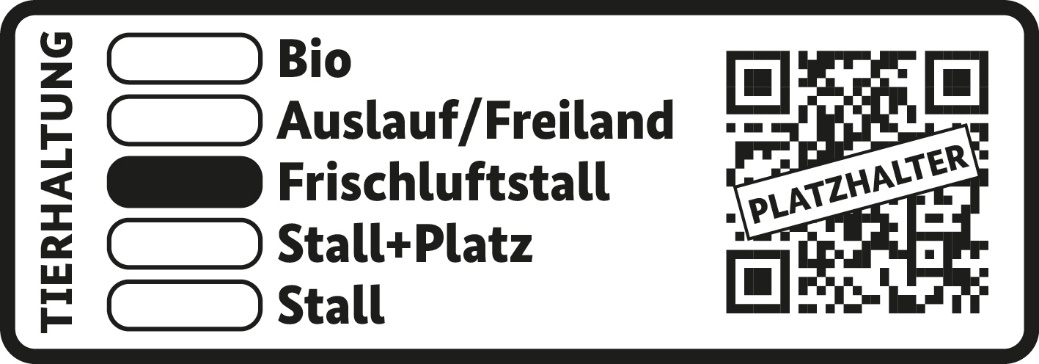 TIERHALTUNG
Bio
Auslauf/Freiland
Frischluftstall
Stall+Platz
Stall
PLATZHALTER